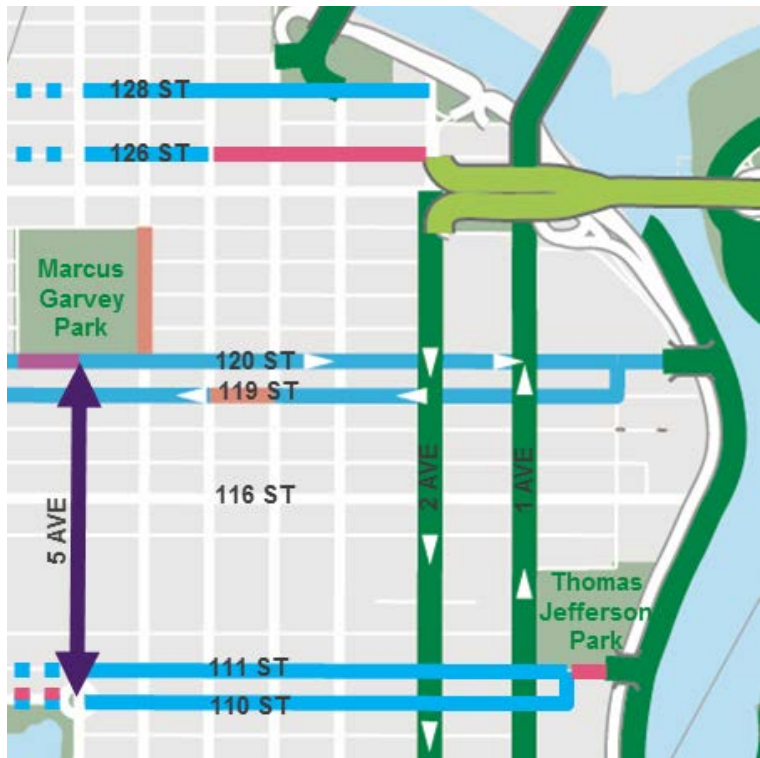 128 ST
126 ST
Marcus
Garvey
Park
120 ST
119 ST
116 ST
5 AVE
2 AVE
1 AVE
Thomas
Jefferson
Park
111 ST
110 ST